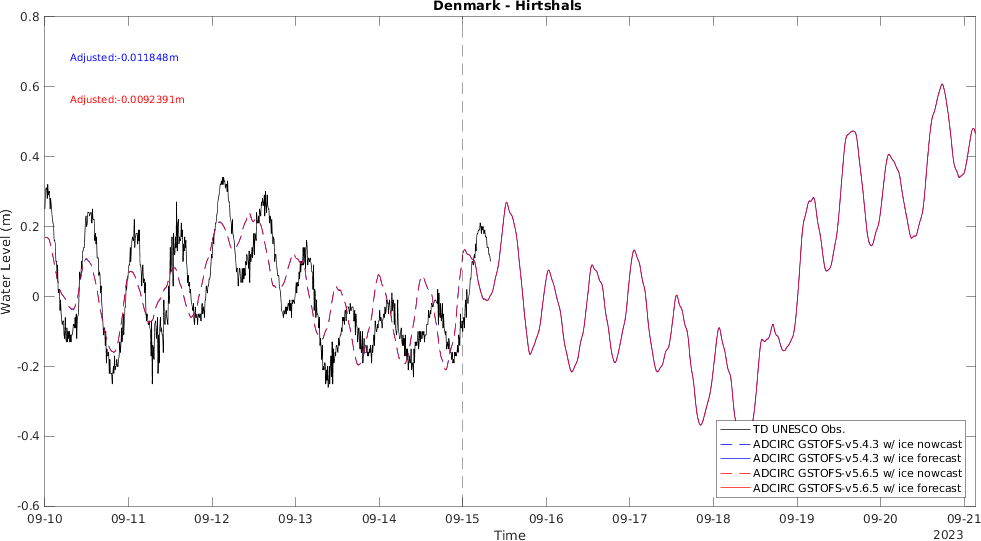 Denmark - Hirtshals
0.8
0.6
0.4
0.2
0
-0.2
-0.4
-0.6
Water Level (m)
Adjusted:-0.011848m
Adjusted:-0.0092391m
TD UNESCO Obs.
ADCIRC GSTOFS-v5.4.3 w/ ice nowcast
ADCIRC GSTOFS-v5.4.3 w/ ice forecast
ADCIRC GSTOFS-v5.6.5 w/ ice nowcast
ADCIRC GSTOFS-v5.6.5 w/ ice forecast
09-10 09-11 09-12 09-13 09-14 09-15 09-16 09-17 09-18 09-19 09-20 09-21
Time
2023